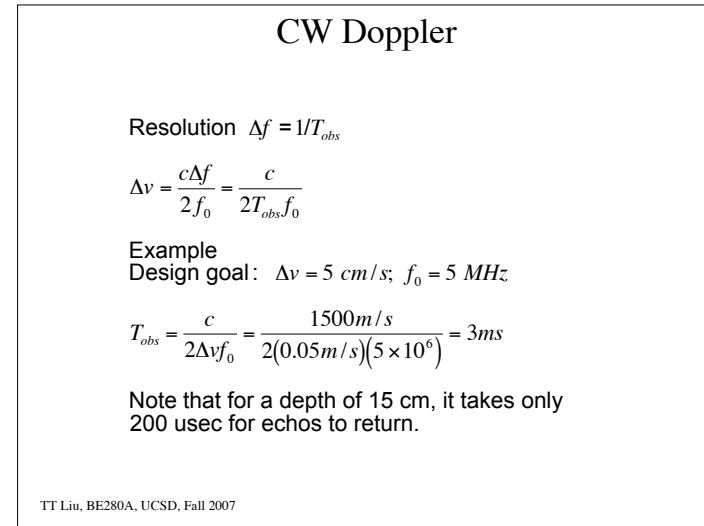 CW Doppler
Resolution Δf = 1/T_obs
Δv = cΔf / 2f_0 = c / 2T_obs f_0
Example
Design goal: Δv = 5 cm/s; f_0 = 5 MHz
T_obs = c / 2Δvf_0 = 1500m/s / 2(0.05m/s)(5×10^6) = 3ms
Note that for a depth of 15 cm, it takes only
200 usec for echos to return.
TT Liu, BE280A, UCSD, Fall 2007